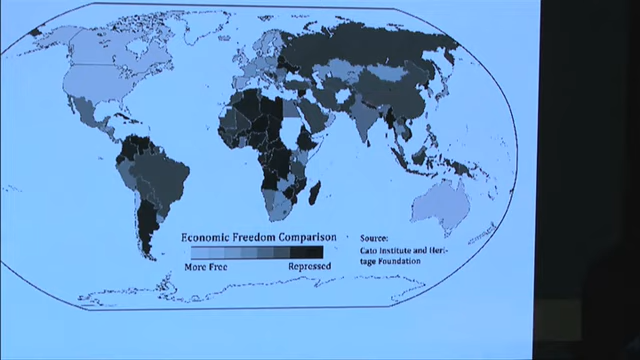 Economic Freedom Comparison
More Free Repressed
Source:
Cato Institute and Heri-
tage Foundation